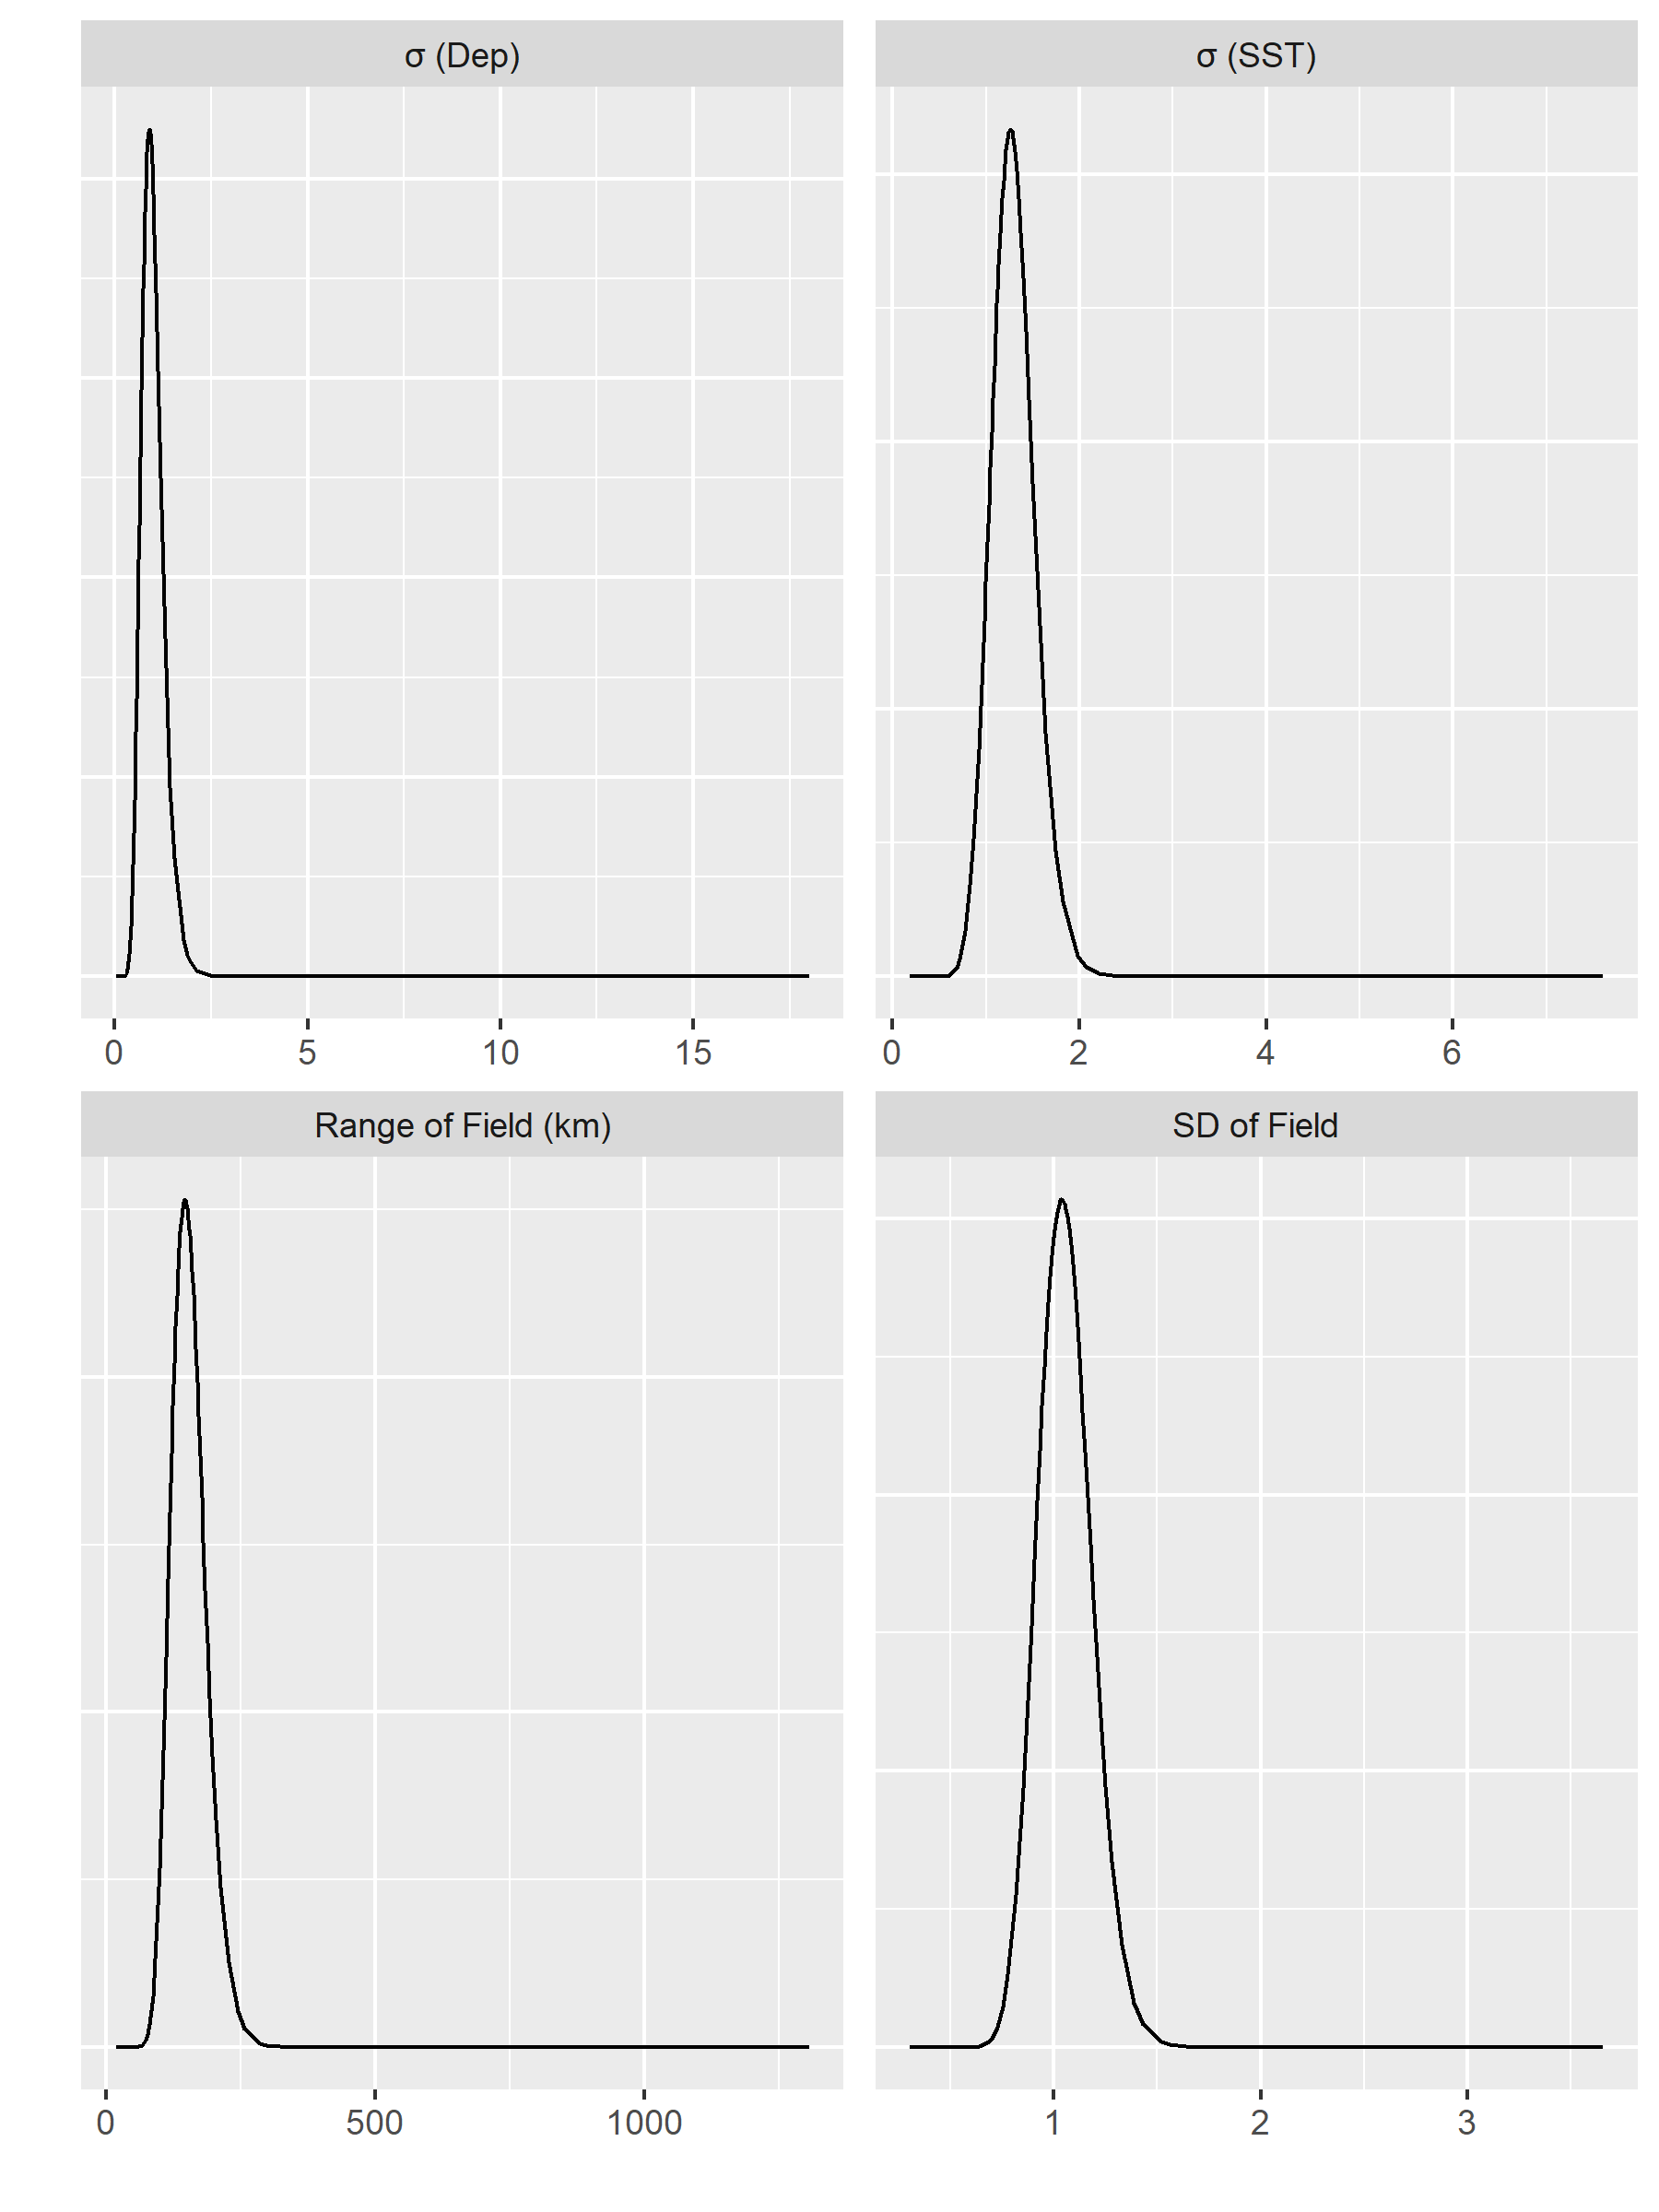 σ (Dep)
σ (SST)
0 5 10 15
0 2 4 6
Range of Field (km)
SD of Field
0 500 1000
1 2 3